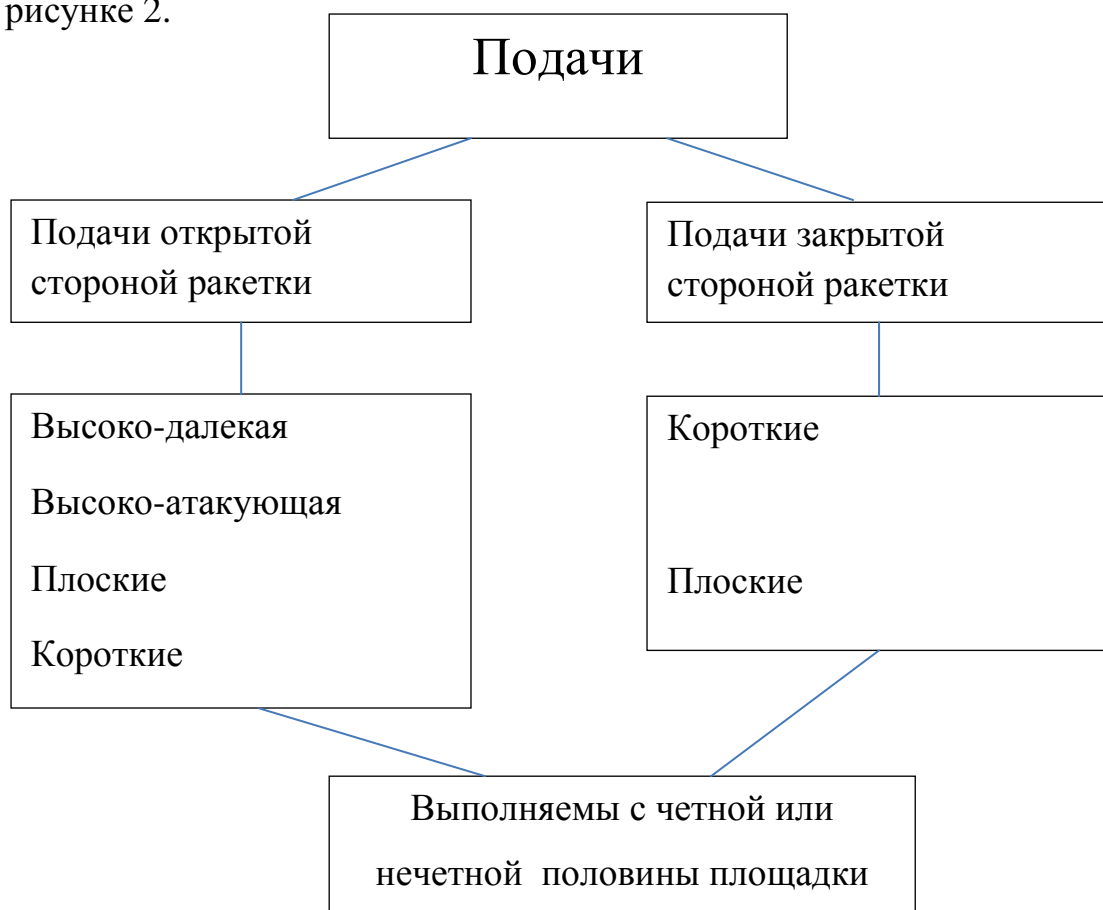 рисунке 2.
Подачи
Подачи открытой
стороной ракетки
Подачи закрытой
стороной ракетки
Высоко-далекая
Высоко-атакующая
Плоские
Короткие
Короткие
Плоские
Выполняемы с четной или
нечетной половины площадки